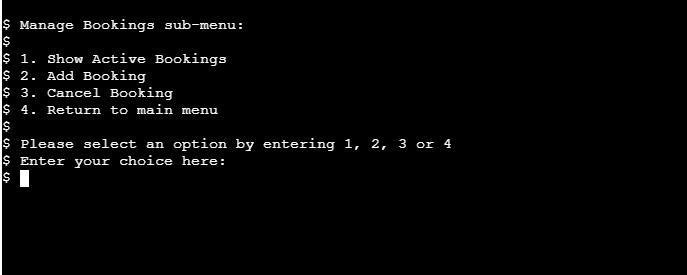 $ Manage Bookings sub-menu:
$
$ 1. Show Active Bookings
$ 2. Add Booking
$ 3. Cancel Booking
$ 4. Return to main menu
$
$ Please select an option by entering 1, 2, 3 or 4
$ Enter your choice here:
$